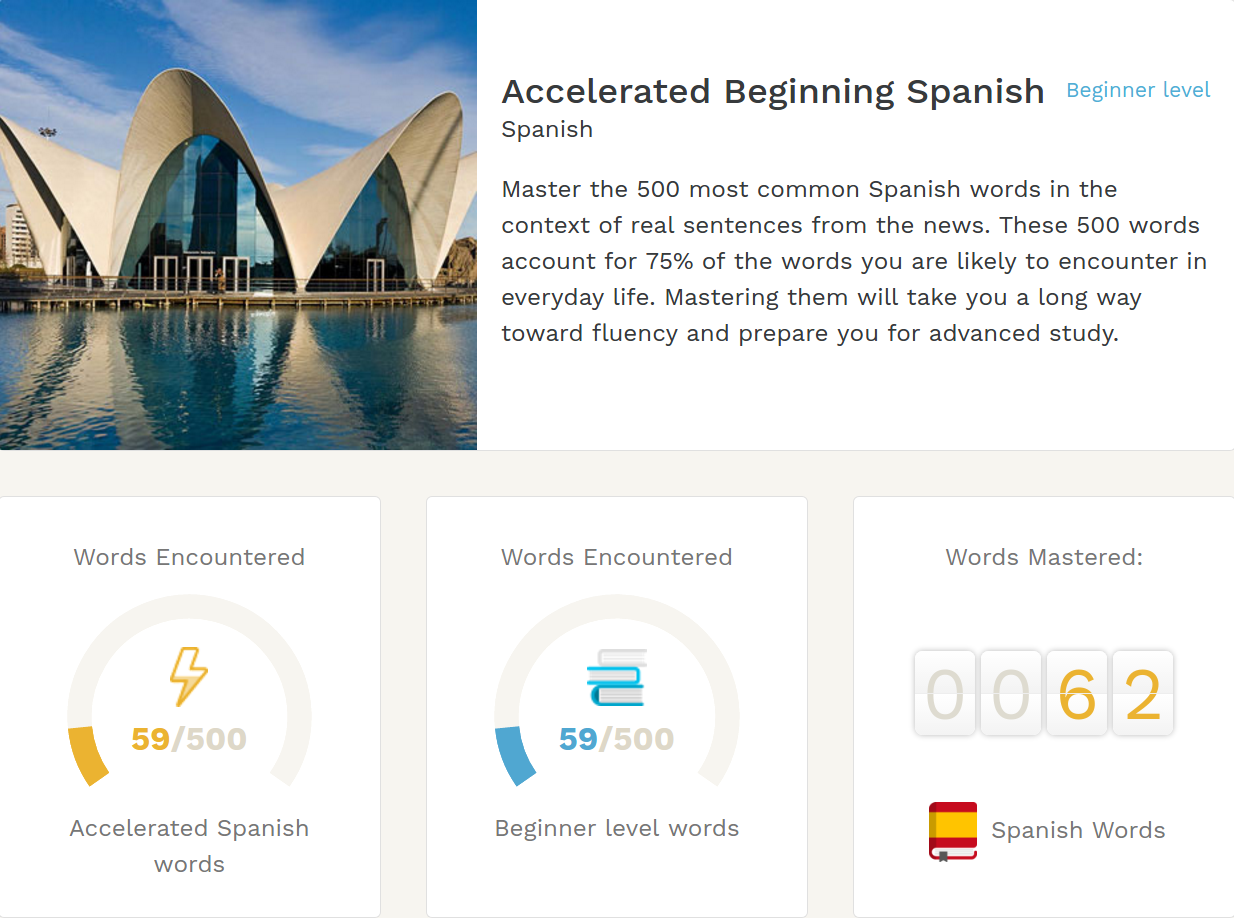 Accelerated Beginning Spanish
Beginner level
Spanish
Master the 500 most common Spanish words in the
context of real sentences from the news. These 500 words
account for 75% of the words you are likely to encounter in
everyday life. Mastering them will take you a long way
toward fluency and prepare you for advanced study.
Words Encountered
59/500
Accelerated Spanish
words
Words Encountered
59/500
Beginner level words
Words Mastered:
0062
Spanish Words